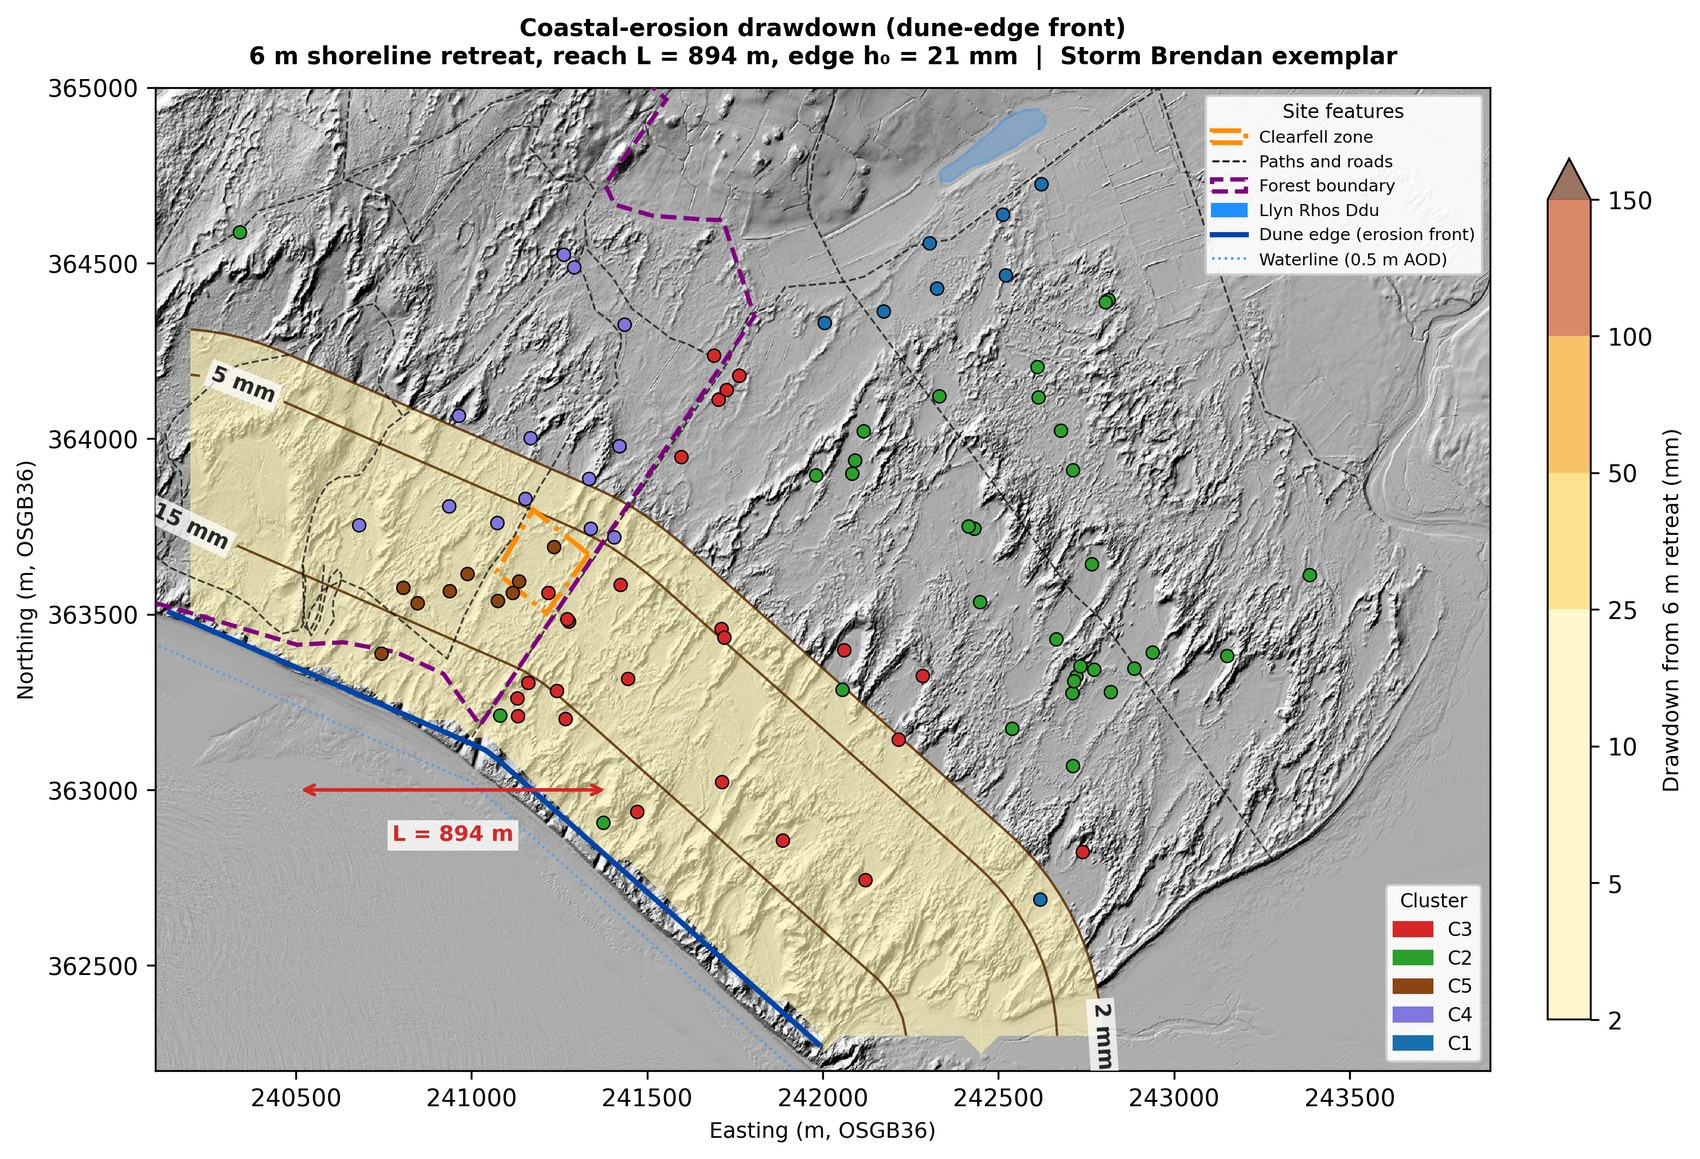 Coastal-erosion drawdown (dune-edge front)
6 m shoreline retreat, reach L = 894 m, edge h₀ = 21 mm | Storm Brendan exemplar
365000
364500
364000
363500
363000
362500
Northing (m, OSGB36)
240500
241000
241500
242000
242500
243000
243500
Easting (m, OSGB36)
5 mm
15 mm
2 mm
L = 894 m
Site features
Clearfell zone
Paths and roads
Forest boundary
Llyn Rhos Ddu
Dune edge (erosion front)
Waterline (0.5 m AOD)
Cluster
C3
C2
C5
C4
C1
150
100
50
25
10
5
2
Drawdown from 6 m retreat (mm)